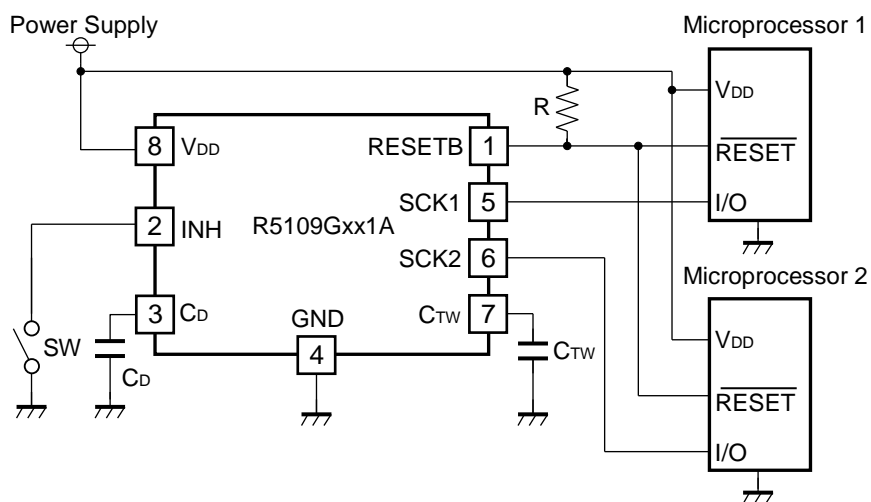 Power Supply
Microprocessor 1
VDD
R
8
VDD
RESETB
1
RESET
SCK1
5
I/O
2
INH
R5109Gxx1A
SCK2
6
Microprocessor 2
3
CD
GND
CTW
7
VDD
SW
4
CTW
CD
RESET
I/O